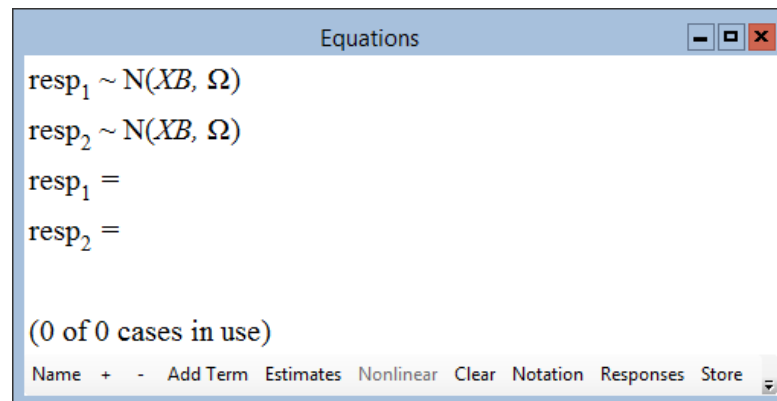 Equations
resp₁ ~ N(XB, Ω)
resp₂ ~ N(XB, Ω)
resp₁ =
resp₂ =
(0 of 0 cases in use)
Name + - Add Term Estimates Nonlinear Clear Notation Responses Store